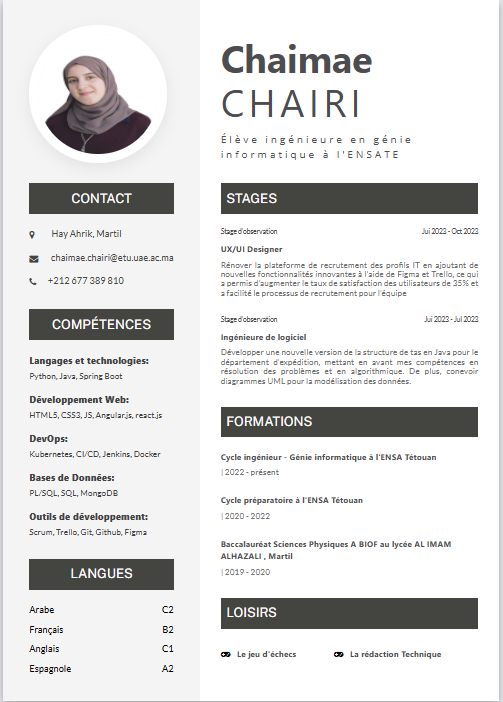 Chaimae
CHAIRI
Élève ingénieure en génie
informatique à l'ENSATE
CONTACT
Hay Ahrik, Martil
chaimae.chairi@etu.uae.ac.ma
+212 677 389 810
COMPÉTENCES
Langages et technologies:
Python, Java, Spring Boot
Développement Web:
HTML5, CSS3, JS, Angular.js, react.js
DevOps:
Kubernetes, CI/CD, Jenkins, Docker
Bases de Données:
PL/SQL, SQL, MongoDB
Outils de développement:
Scrum, Trello, Git, Github, Figma
LANGUES
Arabe C2
Français B2
Anglais C1
Espagnole A2
STAGES
Stage d'observation Jui 2023 - Oct 2023
UX/UI Designer
Rénover la plateforme de recrutement des profils IT en ajoutant de
nouvelles fonctionnalités innovantes à l'aide de Figma et Trello, ce qui
a permis d'augmenter le taux de satisfaction des utilisateurs de 35% et
a facilité le processus de recrutement pour l'équipe
Stage d'observation Jui 2023 - Jul 2023
Ingénieure de logiciel
Développer une nouvelle version de la structure de tas en Java pour le
département d'expédition, mettant en avant mes compétences en
résolution des problèmes et en algorithmique. De plus, conevoir
diagrammes UML pour la modélisation des données.
FORMATIONS
Cycle ingénieur - Génie informatique à l'ENSA Tétouan
| 2022 - présent
Cycle préparatoire à l'ENSA Tétouan
| 2020 - 2022
Baccalauréat Sciences Physiques A BIOF au lycée AL IMAM
ALHAZALI , Martil
| 2019 - 2020
LOISIRS
Le jeu d'échecs
La rédaction Technique